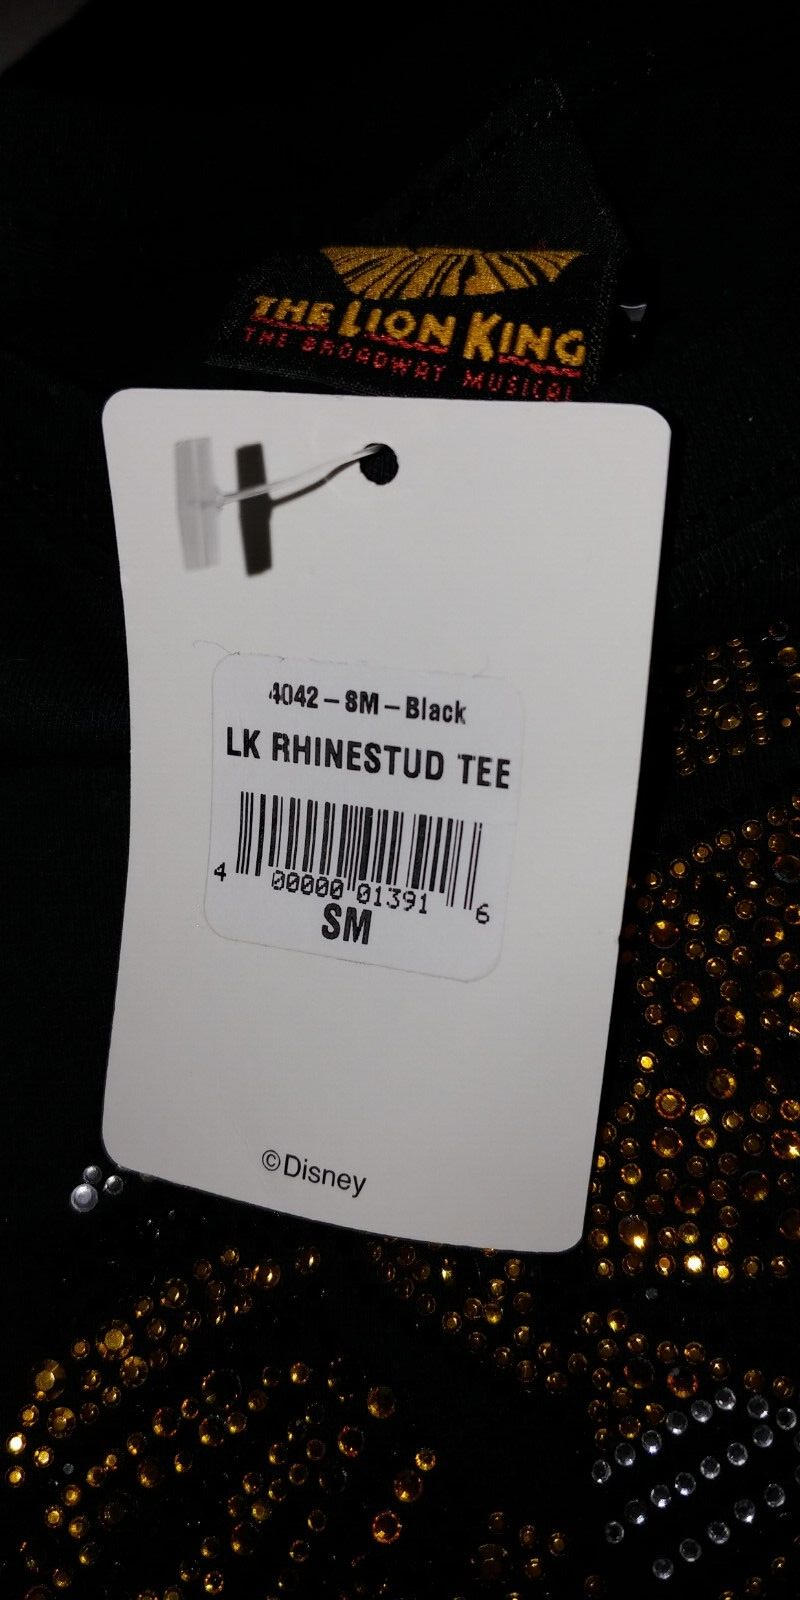 THE LION KING
THE BROADWAY MUSICAL
4042-SM-Black
LK RHINESTUD TEE
4 00000 01391 6
SM
©Disney